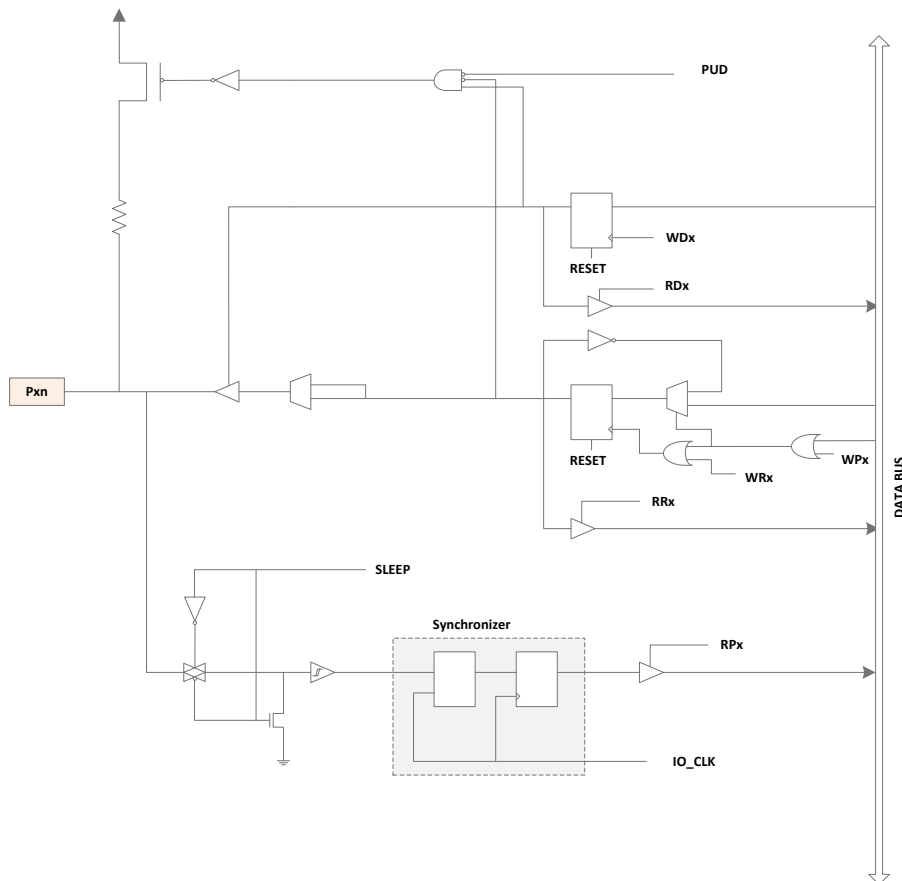 PUD
WDx
RESET
RDx
Pxn
WPx
RESET
WRx
RRx
DATA BUS
SLEEP
Synchronizer
RPx
IO_CLK